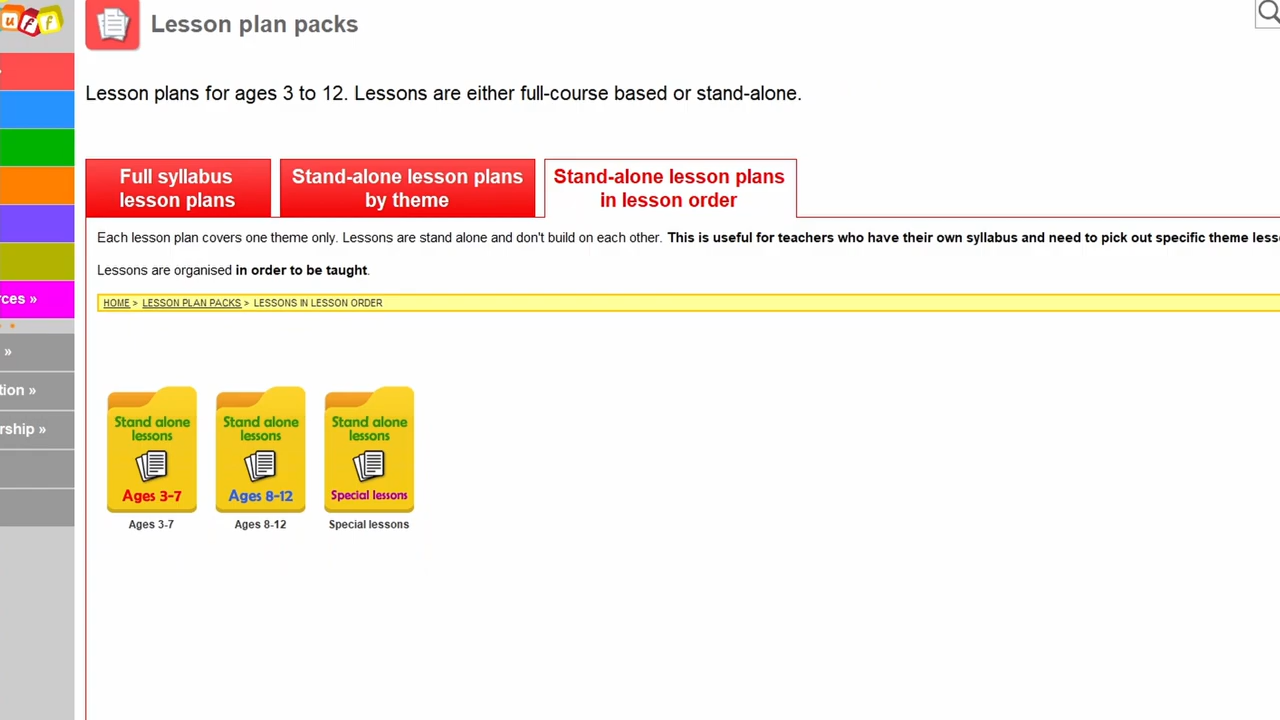 uff
Lesson plan packs
Lesson plans for ages 3 to 12. Lessons are either full-course based or stand-alone.
Full syllabus
lesson plans
Stand-alone lesson plans
by theme
Stand-alone lesson plans
in lesson order
Each lesson plan covers one theme only. Lessons are stand alone and don't build on each other. This is useful for teachers who have their own syllabus and need to pick out specific theme less
Lessons are organised in order to be taught.
HOME > LESSON PLAN PACKS > LESSONS IN LESSON ORDER
rces »
»
tion »
rship »
Stand alone
lessons
Ages 3-7
Ages 3-7
Stand alone
lessons
Ages 8-12
Ages 8-12
Stand alone
lessons
Special lessons
Special lessons